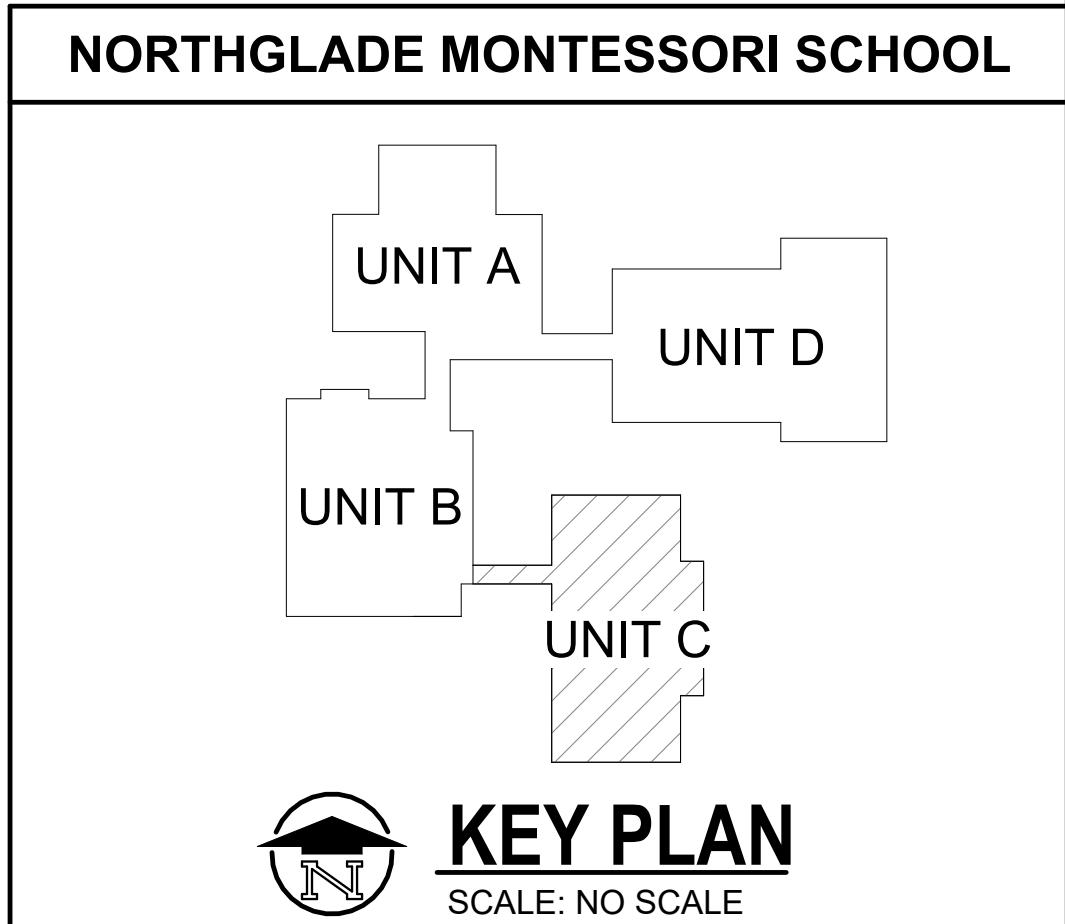 NORTHGLADE MONTESSORI SCHOOL
UNIT A
UNIT D
UNIT B
UNIT C
N
KEY PLAN
SCALE: NO SCALE